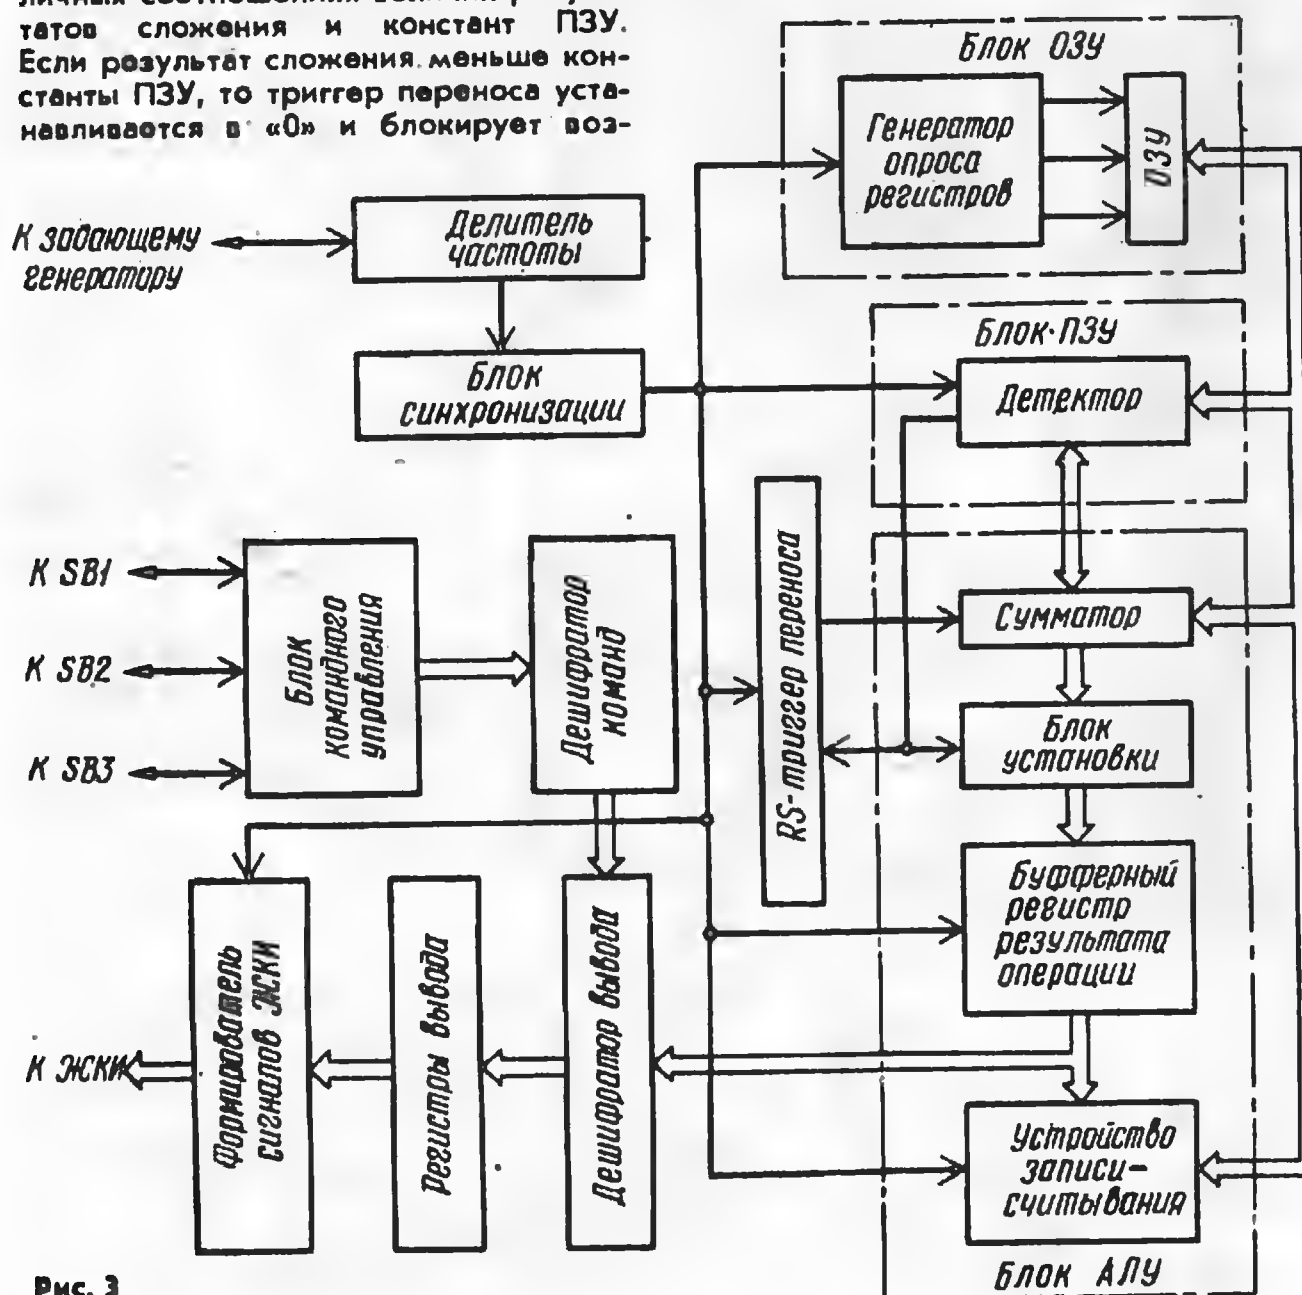 татов сложения и констант ПЗУ.
Если результат сложения меньше кон-
станты ПЗУ, то триггер переноса уста-
навливается в «0» и блокирует воз-
Блок ОЗУ
Генератор
опроса
регистров
ОЗУ
К задающему
генератору
Делитель
частоты
Блок
синхронизации
Блок ПЗУ
Детектор
К SB1
К SB2
К SB3
Блок
командного
управления
Дешифратор
команд
RS-триггер переноса
Сумматор
Блок
установки
Буфферный
регистр
результата
операции
К ЖКИ
Формирователь
сигналов ЖКИ
Регистры вывода
Дешифратор вывода
Устройство
записи-
считывания
Блок АЛУ
Рис. 3